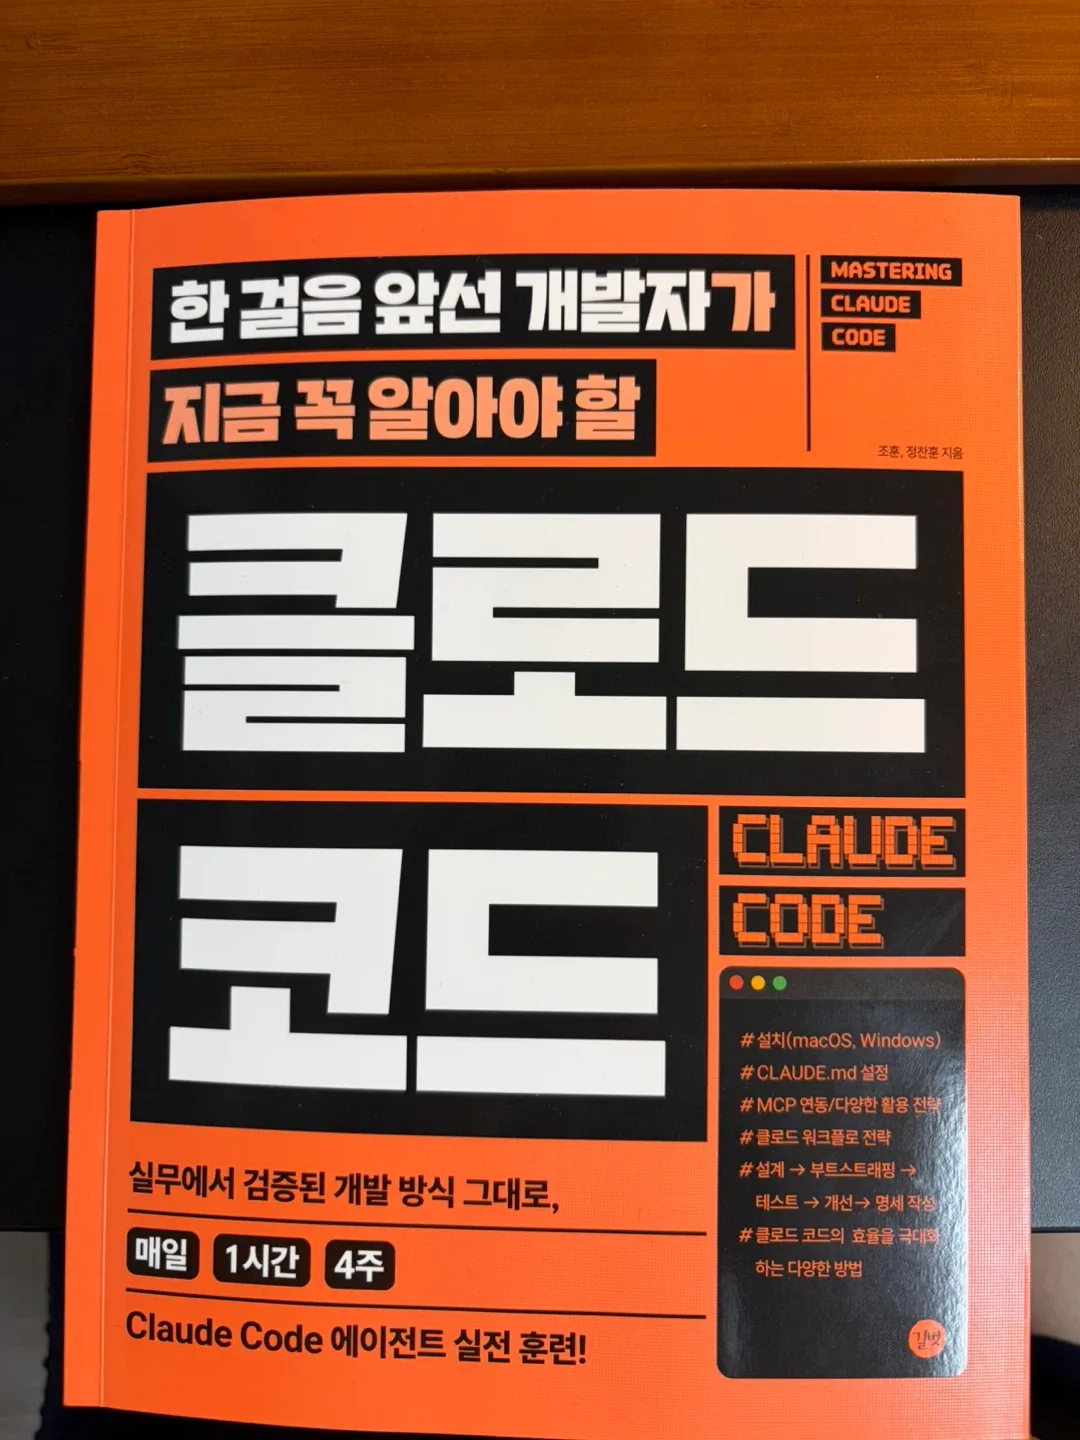 한 걸음 앞선 개발자가
지금 꼭 알아야 할
MASTERING
CLAUDE
CODE
조훈, 정찬훈 지음
클로드
코드
CLAUDE
CODE
# 설치(macOS, Windows)
# CLAUDE.md 설정
# MCP 연동/다양한 활용 전략
# 클로드 워크플로 전략
# 설계 → 부트스트래핑 →
테스트 → 개선 → 명세 작성
# 클로드 코드의 효율을 극대화
하는 다양한 방법
길벗
실무에서 검증된 개발 방식 그대로,
매일 1시간 4주
Claude Code 에이전트 실전 훈련!